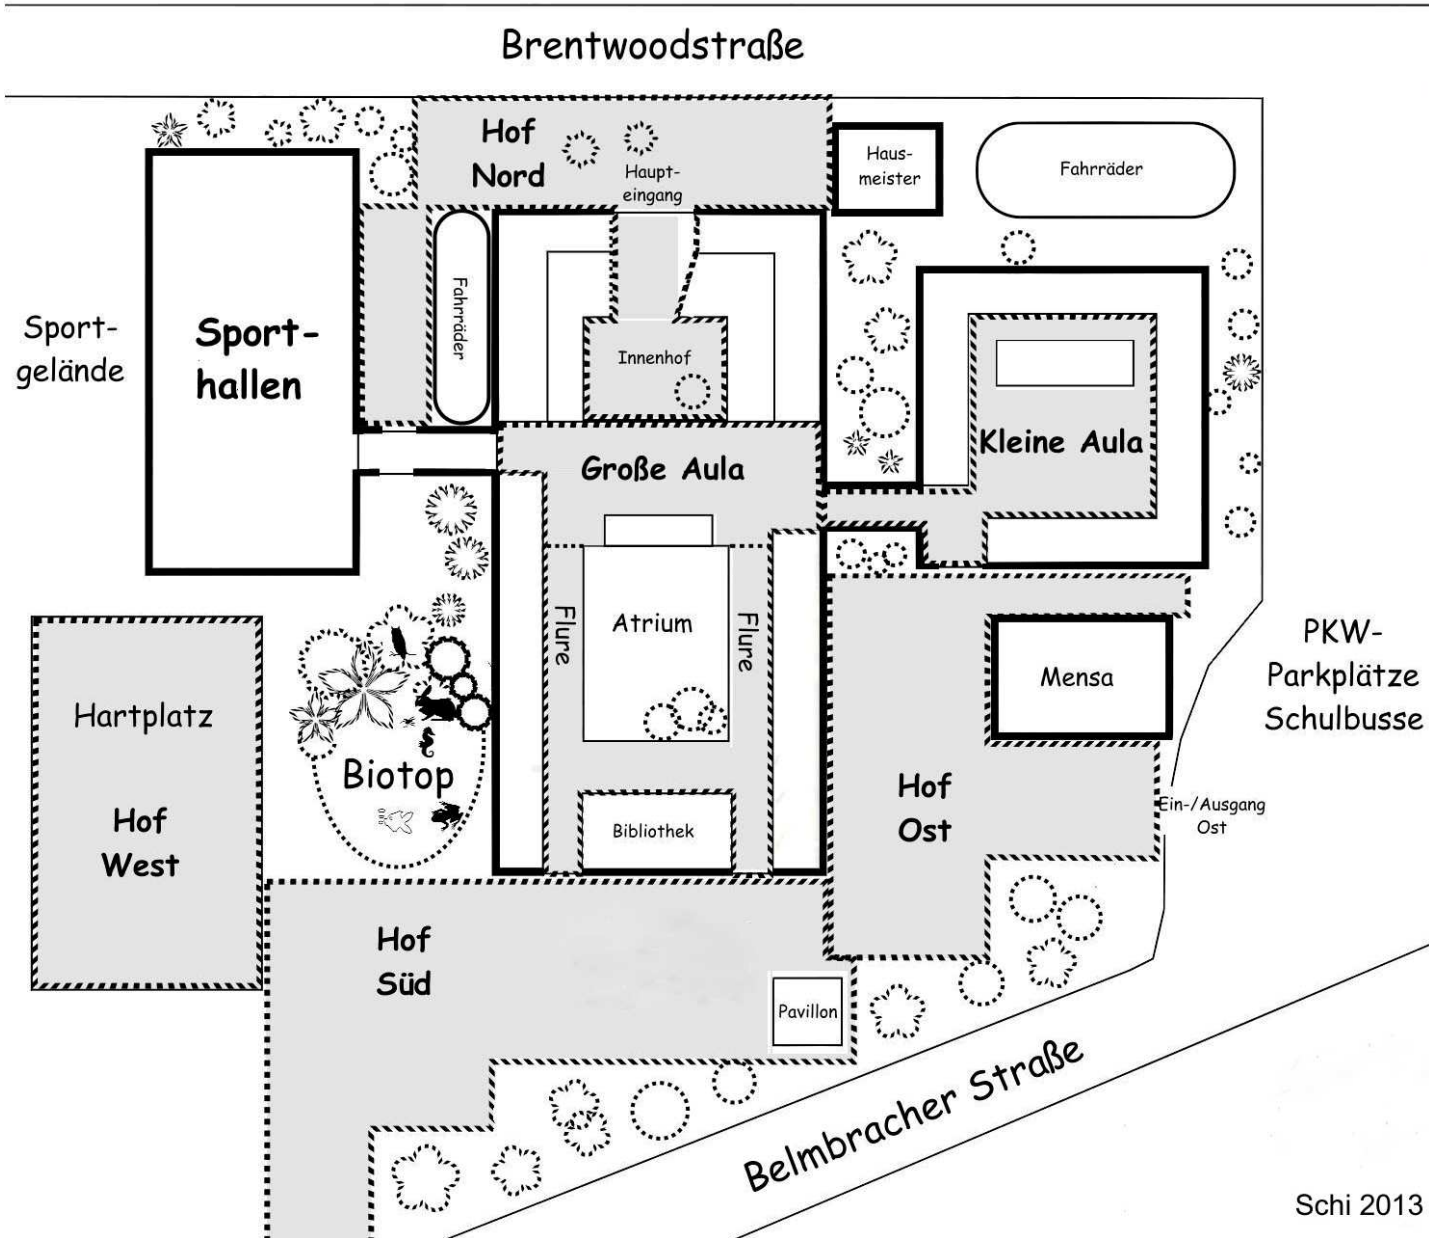 Brentwoodstraße
Hof
Nord
Haupt-
eingang
Haus-
meister
Fahrräder
Sport-
gelände
Sport-
hallen
Fahrräder
Innenhof
Große Aula
Kleine Aula
Flure
Atrium
Flure
Mensa
PKW-
Parkplätze
Schulbusse
Hartplatz
Hof
West
Biotop
Bibliothek
Hof
Ost
Ein-/Ausgang
Ost
Hof
Süd
Pavillon
Belmbracher Straße
Schi 2013